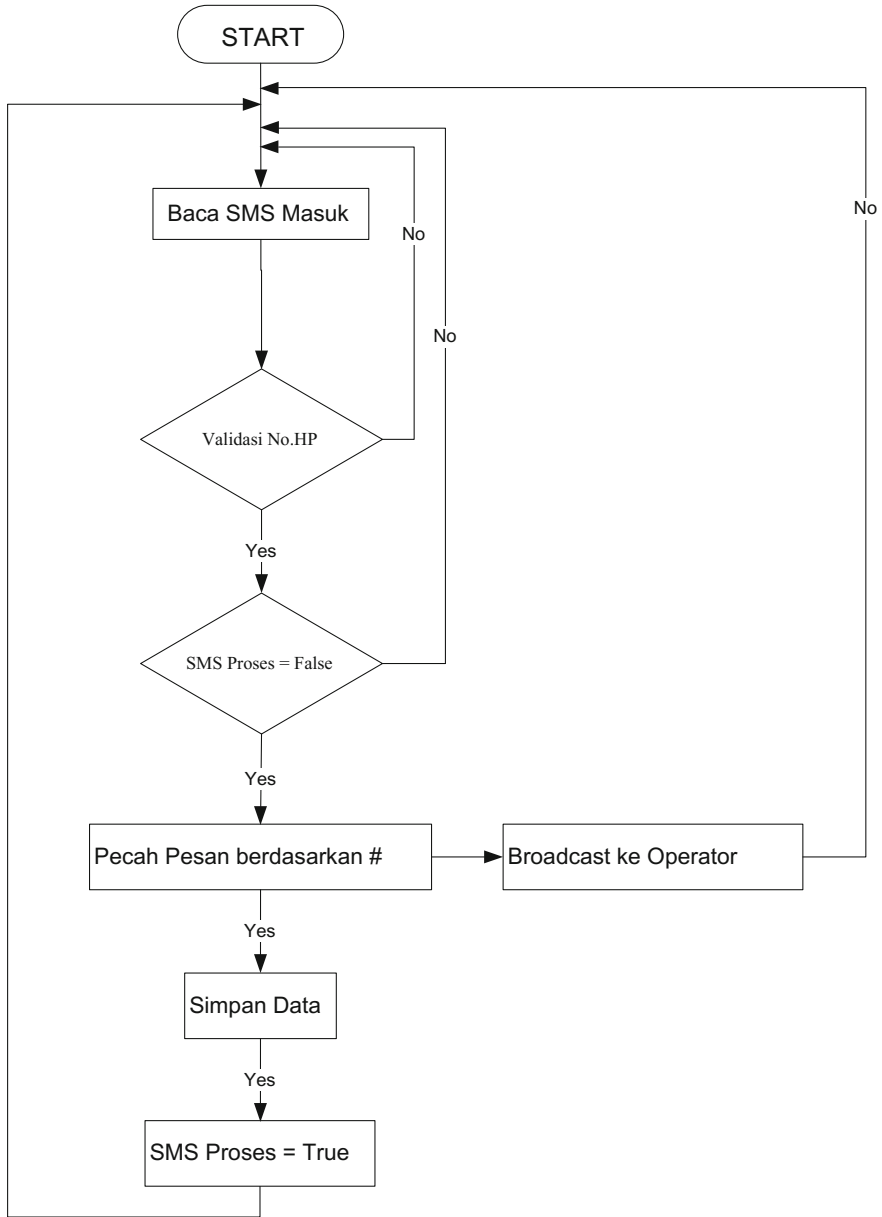 START
Baca SMS Masuk
No
No
No
Validasi No.HP
Yes
SMS Proses = False
Yes
Pecah Pesan berdasarkan #
Broadcast ke Operator
Yes
Simpan Data
Yes
SMS Proses = True